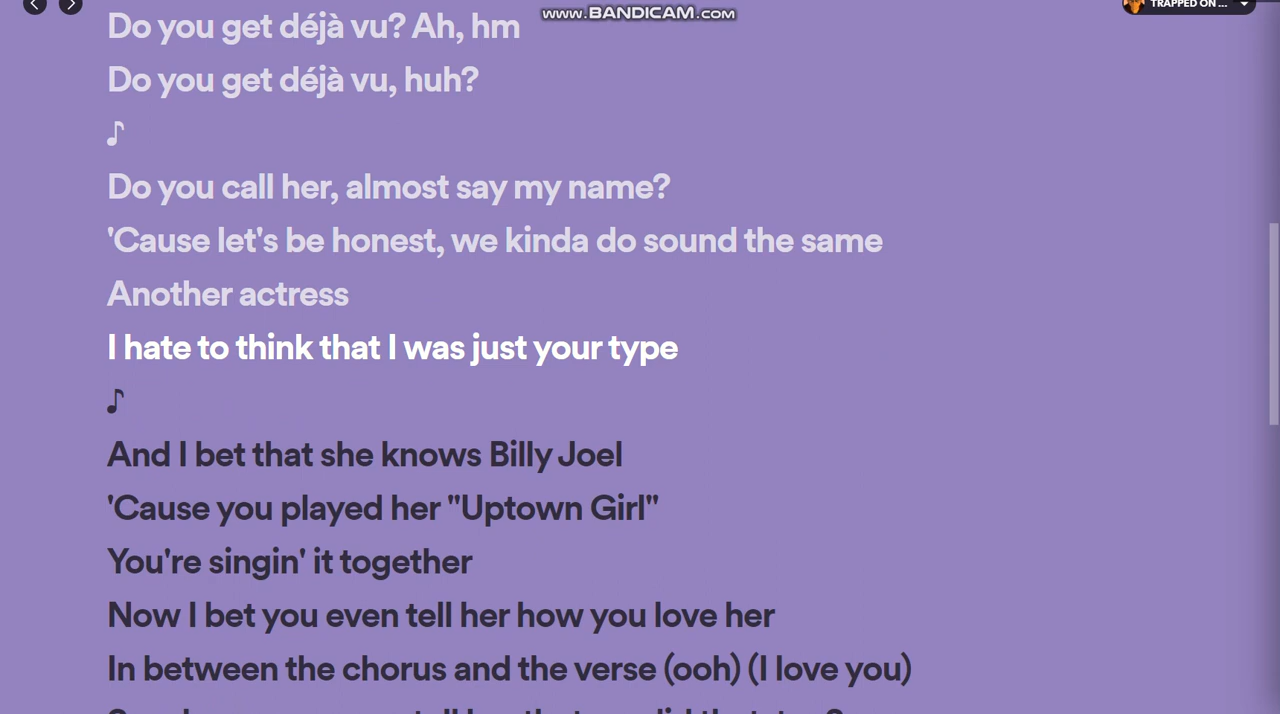 www.BANDICAM.com
TRAPPED ON ...
Do you get déjà vu? Ah, hm
Do you get déjà vu, huh?
♪
Do you call her, almost say my name?
'Cause let's be honest, we kinda do sound the same
Another actress
I hate to think that I was just your type
♪
And I bet that she knows Billy Joel
'Cause you played her "Uptown Girl"
You're singin' it together
Now I bet you even tell her how you love her
In between the chorus and the verse (ooh) (I love you)